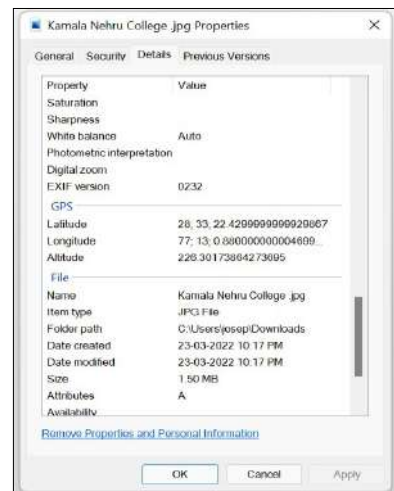 Kamala Nehru College .jpg Properties
General Security Details Previous Versions
Property Value
Saturation
Sharpness
White balance Auto
Photometric interpretation
Digital zoom
EXIF version 0232
GPS
Latitude 28; 33; 22.4299999999929867
Longitude 77; 13; 0.880000000004699...
Altitude 226.30173864273695
File
Name Kamala Nehru College .jpg
Item type JPG File
Folder path C:\Users\josep\Downloads
Date created 23-03-2022 10:17 PM
Date modified 23-03-2022 10:17 PM
Size 1.50 MB
Attributes A
Availability
Remove Properties and Personal Information
OK Cancel Apply